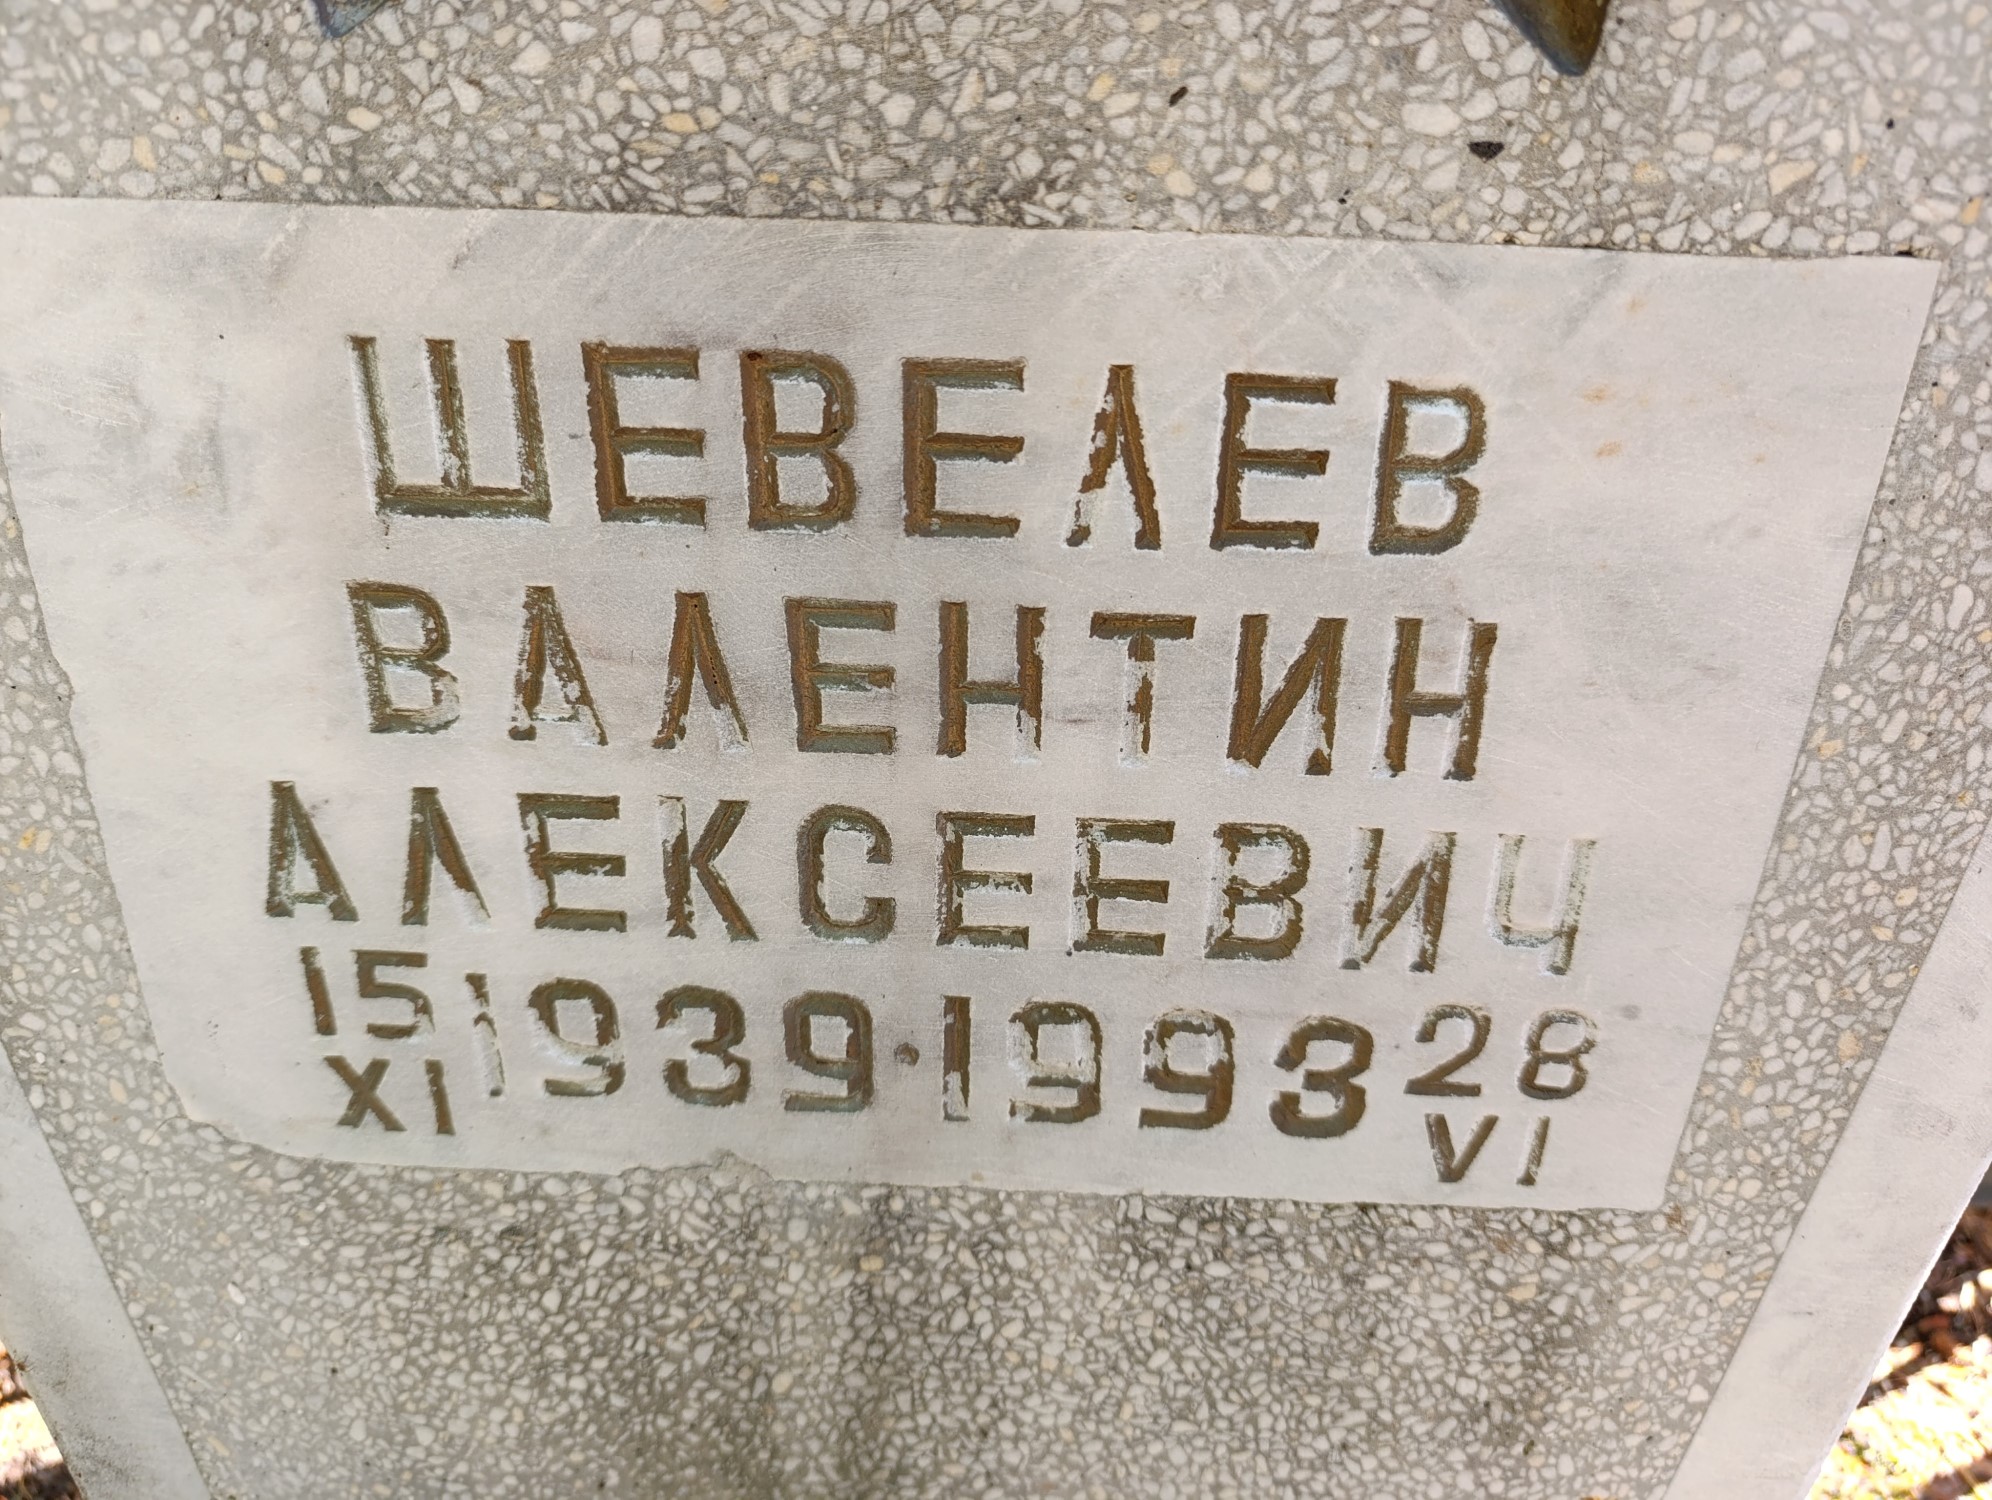 ШЕВЕЛЕВ
ВАЛЕНТИН
АЛЕКСЕЕВИЧ
15 XI 1939 · 1993 28 VI